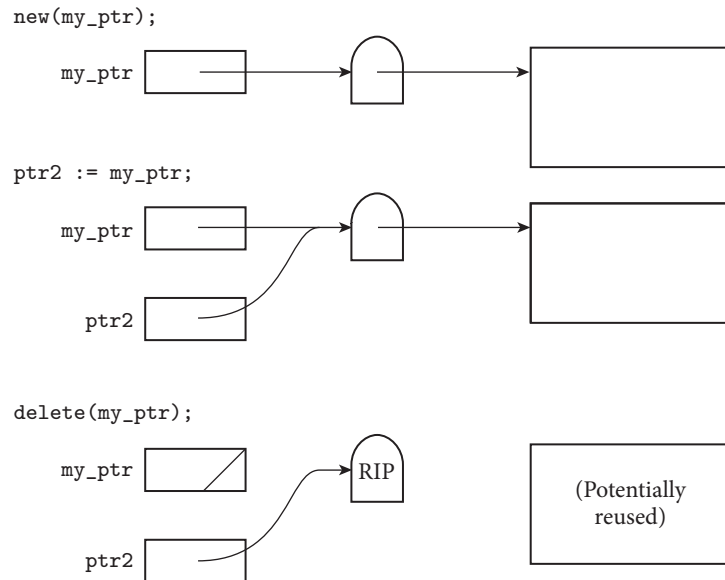 new(my_ptr);
my_ptr
ptr2 := my_ptr;
my_ptr
ptr2
delete(my_ptr);
my_ptr
RIP
(Potentially
reused)
ptr2